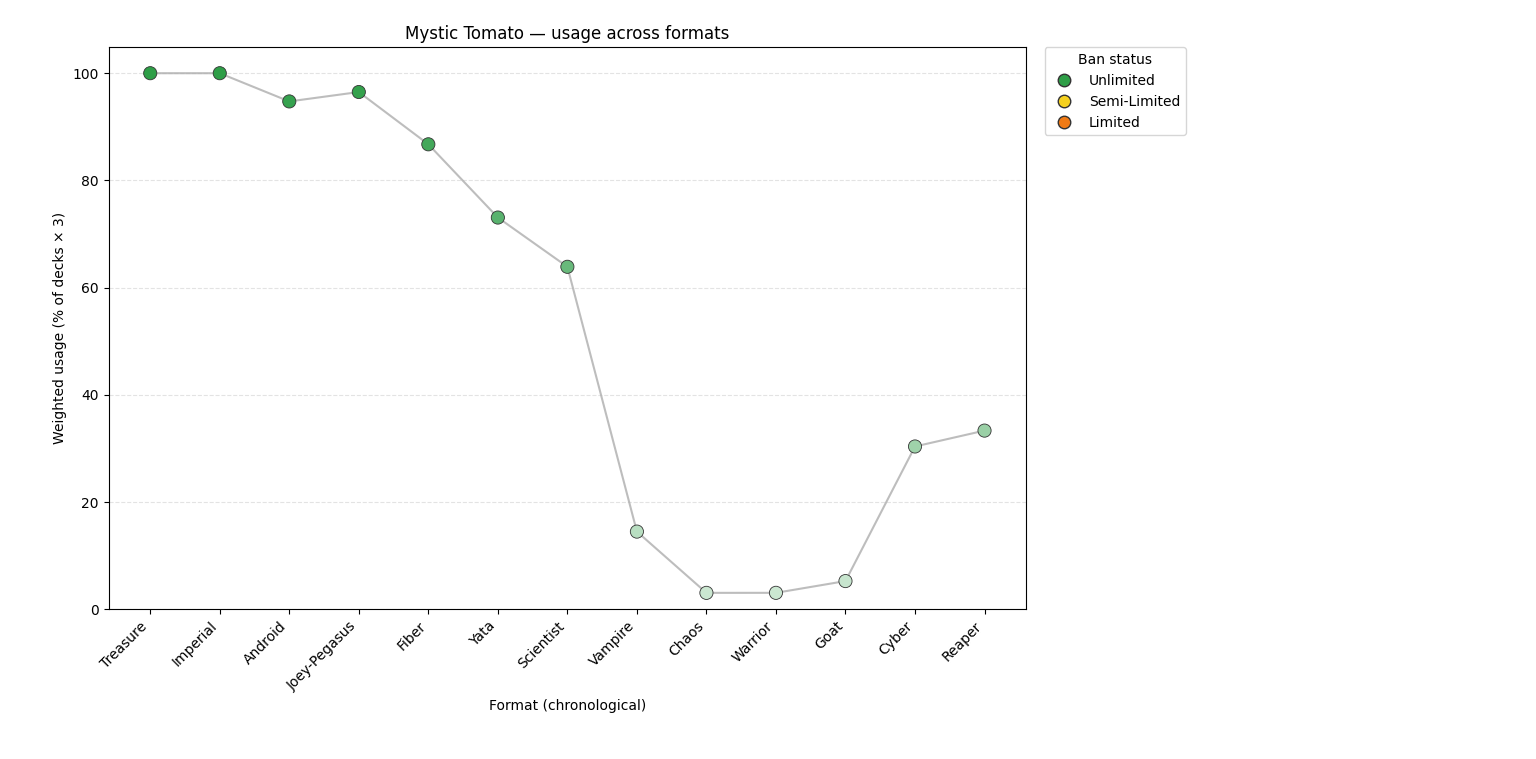 Mystic Tomato — usage across formats
Ban status
Unlimited
Semi-Limited
Limited
Weighted usage (% of decks × 3)
100
80
60
40
20
0
Treasure
Imperial
Android
Joey-Pegasus
Fiber
Yata
Scientist
Vampire
Chaos
Warrior
Goat
Cyber
Reaper
Format (chronological)